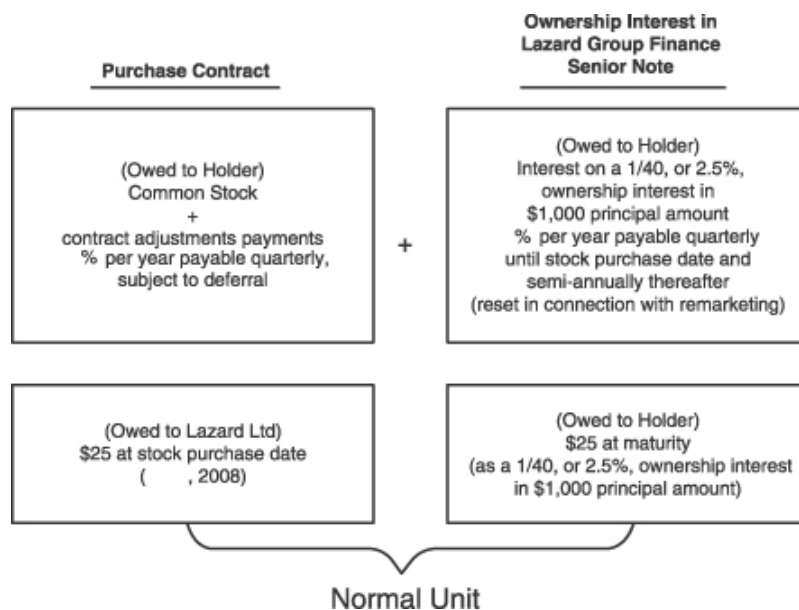 Purchase Contract
Ownership Interest in
Lazard Group Finance
Senior Note
(Owed to Holder)
Common Stock
+
contract adjustments payments
% per year payable quarterly,
subject to deferral
+
(Owed to Holder)
Interest on a 1/40, or 2.5%,
ownership interest in
$1,000 principal amount
% per year payable quarterly
until stock purchase date and
semi-annually thereafter
(reset in connection with remarketing)
(Owed to Lazard Ltd)
$25 at stock purchase date
( , 2008)
(Owed to Holder)
$25 at maturity
(as a 1/40, or 2.5%, ownership interest
in $1,000 principal amount)
Normal Unit